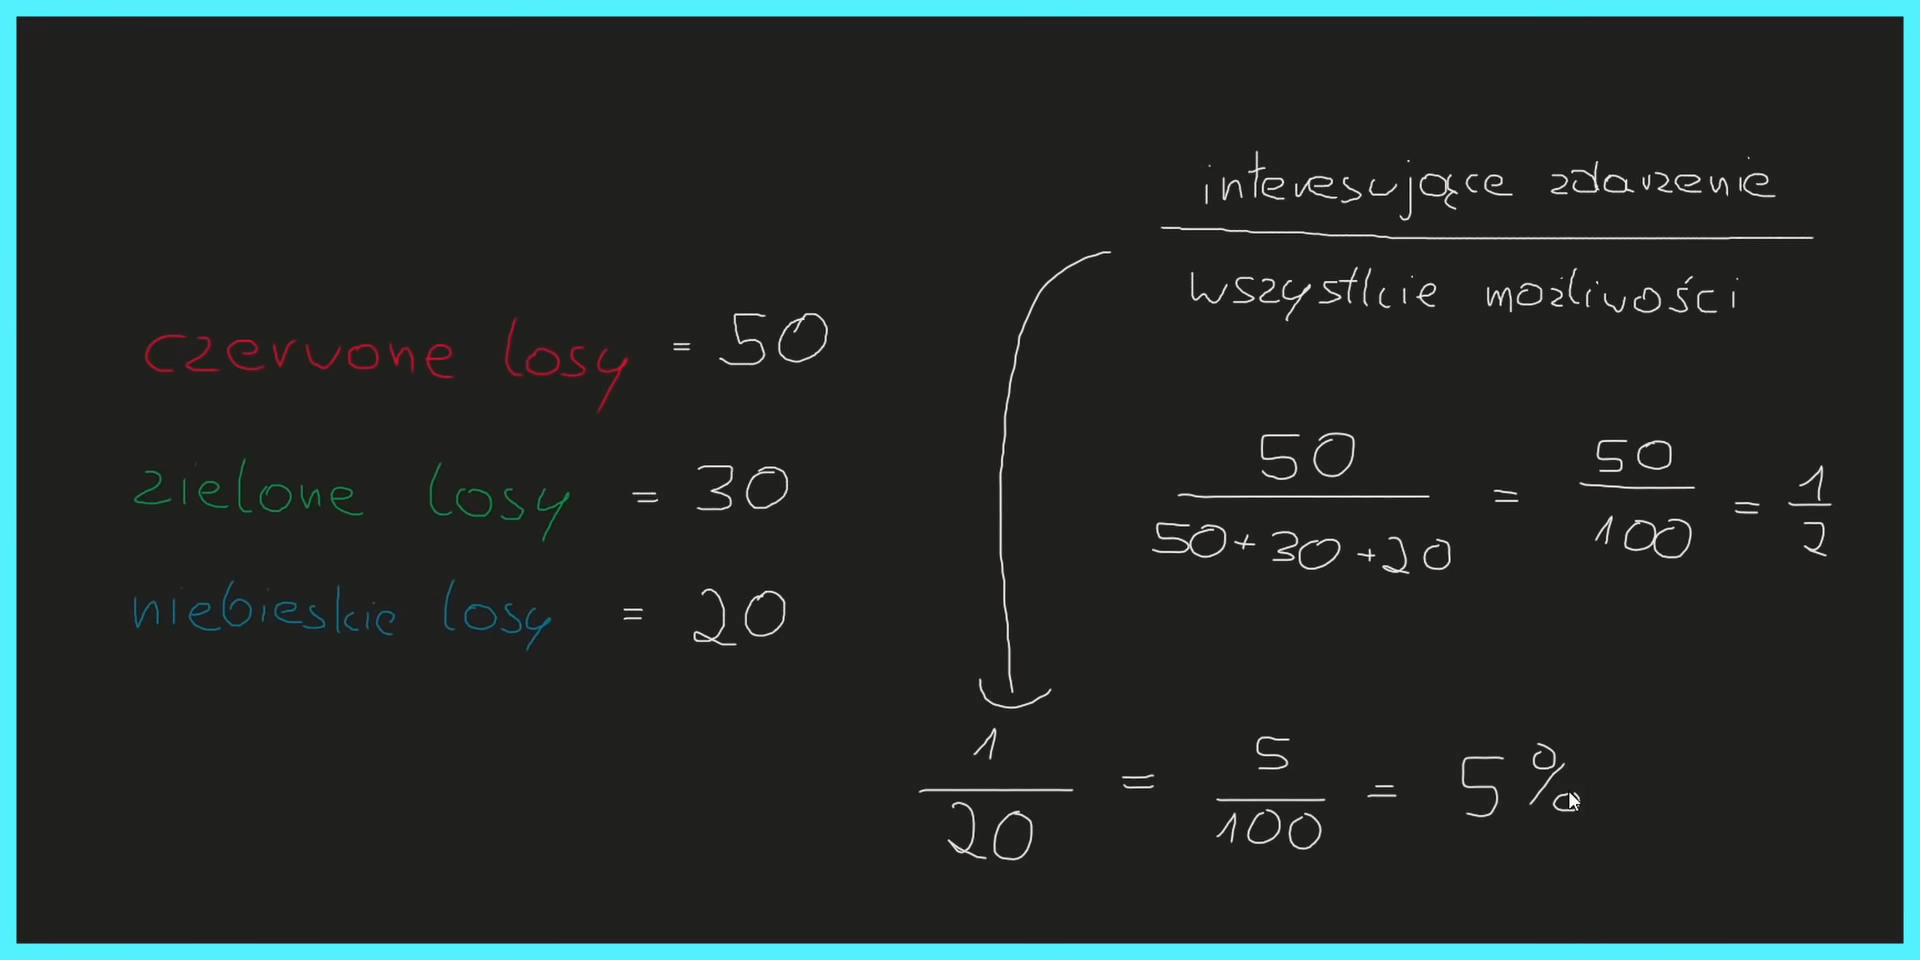 czerwone losy = 50
zielone losy = 30
niebieskie losy = 20
interesujące zdarzenie
wszystkie możliwości
50
50+30+20
=
50
100
=
1
2
1
20
=
5
100
= 5%